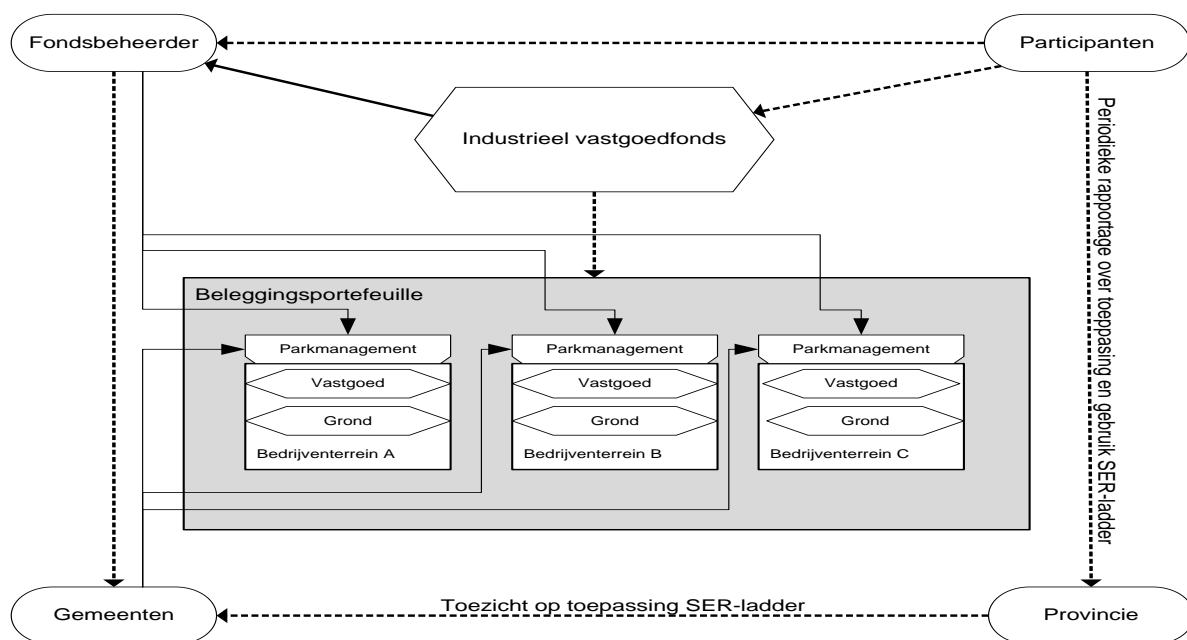 Fondsbeheerder
Participanten
Industrieel vastgoedfonds
Periodieke rapportage over toeppasing en gebruik SER-ladder
Beleggingsportefeuille
Parkmanagement
Parkmanagement
Parkmanagement
Vastgoed
Vastgoed
Vastgoed
Grond
Grond
Grond
Bedrijventerrein A
Bedrijventerrein B
Bedrijventerrein C
Gemeenten
Toezicht op toepassing SER-ladder
Provincie